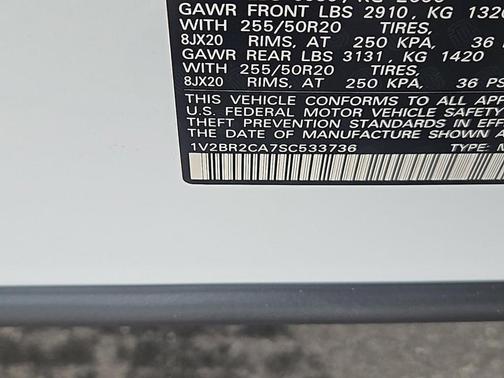 GAWR FRONT LBS 2910, KG 1320
WITH 255/50R20 TIRES,
8JX20 RIMS, AT 250 KPA, 36
GAWR REAR LBS 3131, KG 1420
WITH 255/50R20 TIRES,
8JX20 RIMS, AT 250 KPA, 36 PS
THIS VEHICLE CONFORMS TO ALL APP
U.S. FEDERAL MOTOR VEHICLE SAFETY
THEFT PREVENTION STANDARDS IN EFF
DATE OF MANUFACTURE SHOWN ABOV
1V2BR2CA7SC533736 TYPE: M